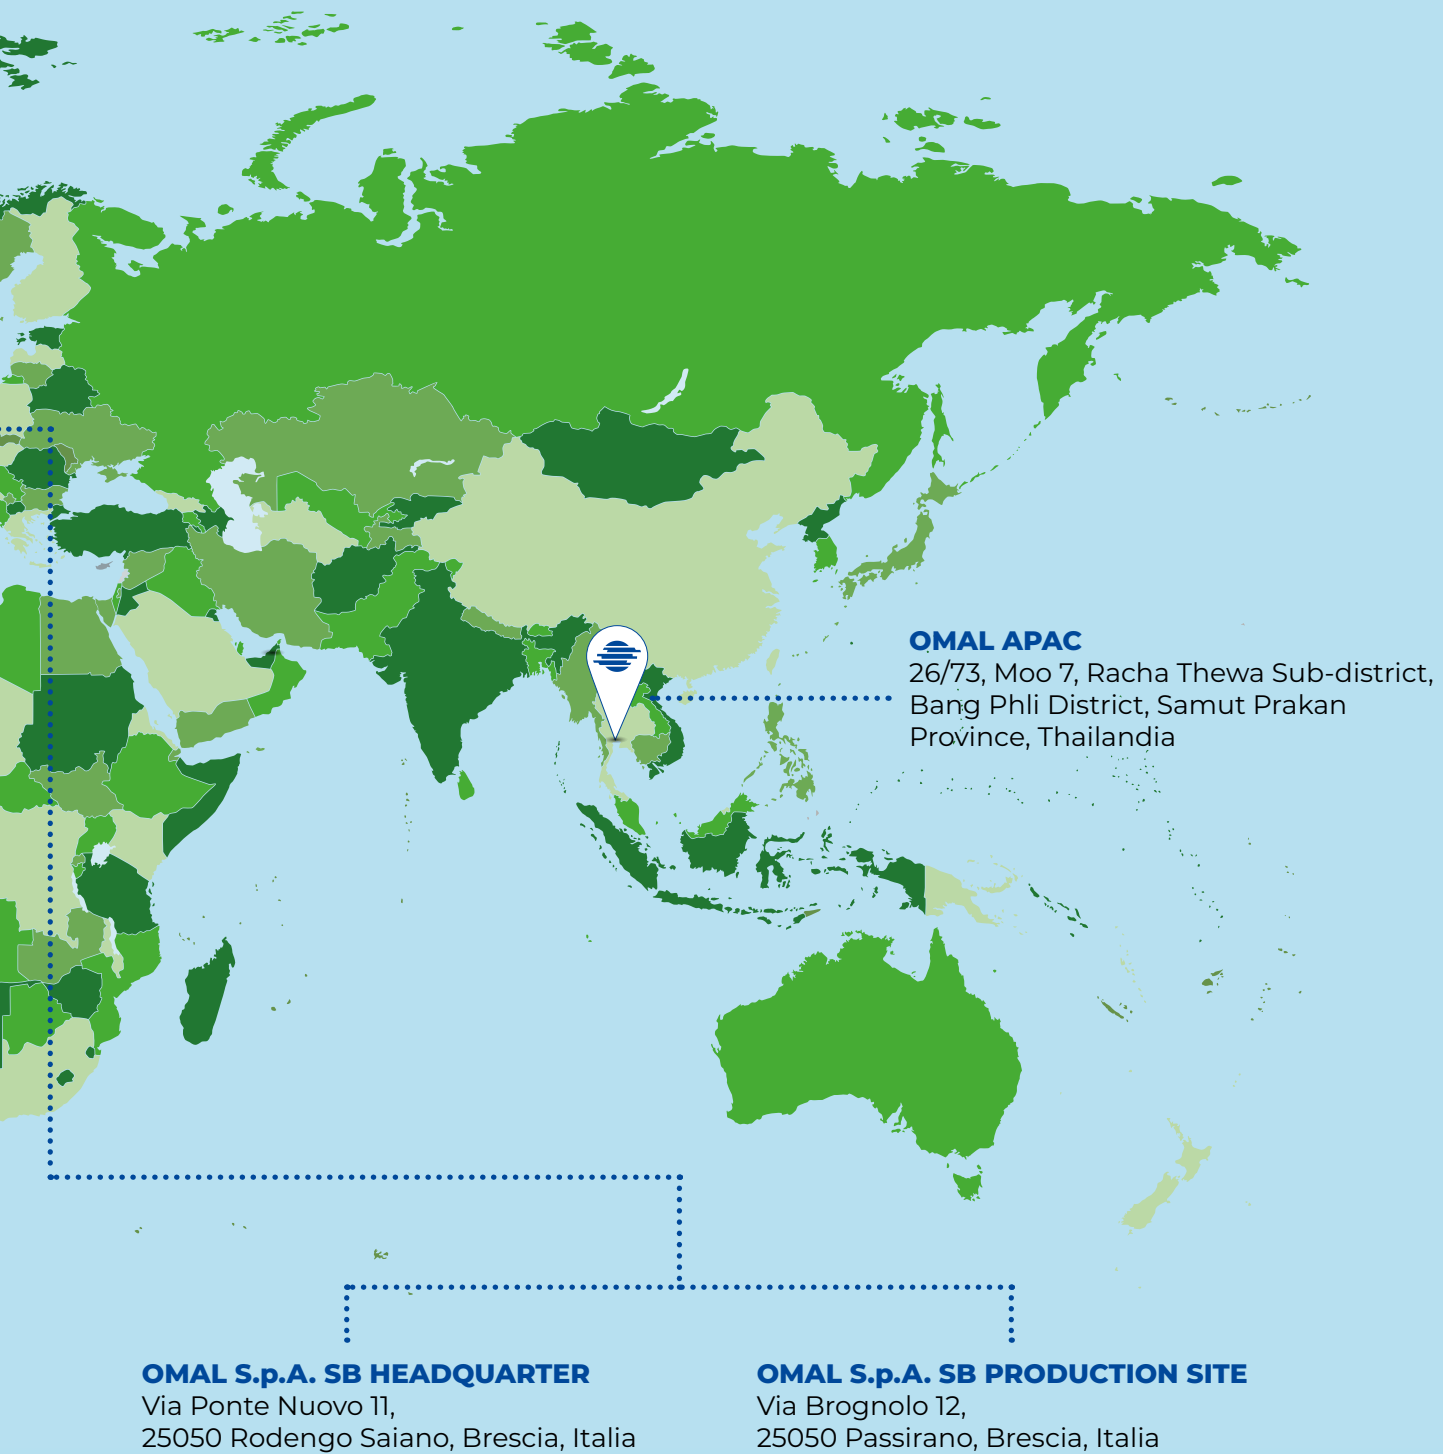 OMAL APAC
26/73, Moo 7, Racha Thewa Sub-district,
Bang Phli District, Samut Prakan
Province, Thailandia
OMAL S.p.A. SB HEADQUARTER
Via Ponte Nuovo 11,
25050 Rodengo Saiano, Brescia, Italia
OMAL S.p.A. SB PRODUCTION SITE
Via Brognolo 12,
25050 Passirano, Brescia, Italia